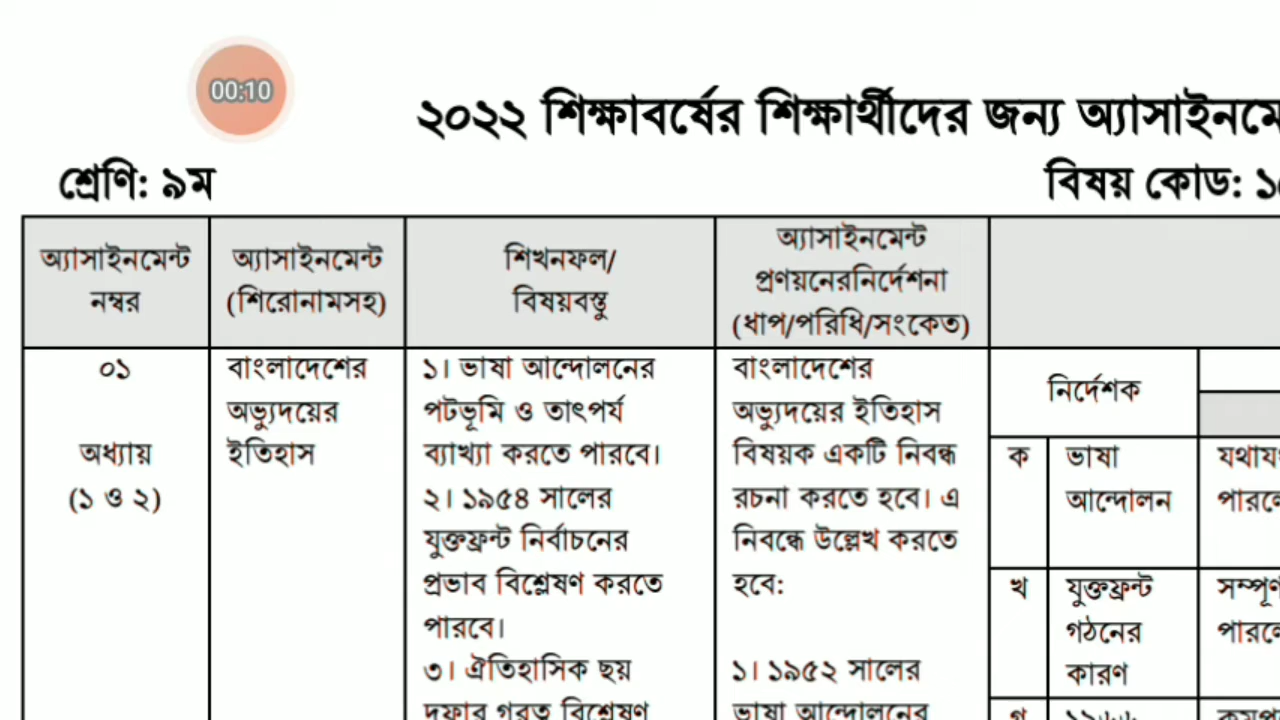 00:10
২০২২ শিক্ষাবর্ষের শিক্ষার্থীদের জন্য
শ্রেণি: ৯ম
বিষয় কোড:
অ্যাসাইনমেন্ট
নম্বর
অ্যাসাইনমেন্ট
(শিরোনামসহ)
শিখনফল/
বিষয়বস্তু
অ্যাসাইনমেন্ট
প্রণয়নেরনির্দেশনা
(ধাপ/পরিধি/সংকেত)
০১
অধ্যায়
(১ ও ২)
বাংলাদেশের
অভ্যুদয়ের
ইতিহাস
১। ভাষা আন্দোলনের
পটভূমি ও তাৎপর্য
ব্যাখ্যা করতে পারবে।
২। ১৯৫৪ সালের
যুক্তফ্রন্ট নির্বাচনের
প্রভাব বিশ্লেষণ করতে
পারবে।
৩। ঐতিহাসিক ছয়
দফার গুরুত্ব বিশ্লেষণ
বাংলাদেশের
অভ্যুদয়ের ইতিহাস
বিষয়ক একটি নিবন্ধ
রচনা করতে হবে। এ
নিবন্ধে উল্লেখ করতে
হবে:
১। ১৯৫২ সালের
ভাষা আন্দোলনের
নির্দেশক
ক
ভাষা
আন্দোলন
খ
যুক্তফ্রন্ট
গঠনের
কারণ
গ